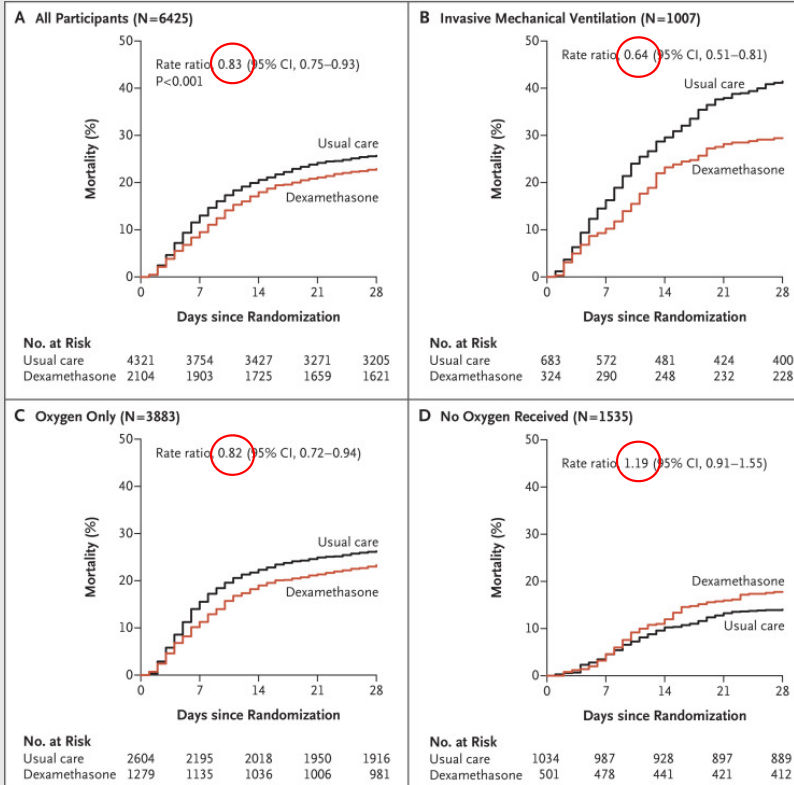 A All Participants (N=6425)
50
40
30
20
10
0
Mortality (%)
Rate ratio, 0.83 (95% CI, 0.75–0.93)
P<0.001
Usual care
Dexamethasone
0 7 14 21 28
Days since Randomization
No. at Risk
Usual care 4321 3754 3427 3271 3205
Dexamethasone 2104 1903 1725 1659 1621
B Invasive Mechanical Ventilation (N=1007)
50
40
30
20
10
0
Mortality (%)
Rate ratio, 0.64 (95% CI, 0.51–0.81)
Usual care
Dexamethasone
0 7 14 21 28
Days since Randomization
No. at Risk
Usual care 683 572 481 424 400
Dexamethasone 324 290 248 232 228
C Oxygen Only (N=3883)
50
40
30
20
10
0
Mortality (%)
Rate ratio, 0.82 (95% CI, 0.72–0.94)
Usual care
Dexamethasone
0 7 14 21 28
Days since Randomization
No. at Risk
Usual care 2604 2195 2018 1950 1916
Dexamethasone 1279 1135 1036 1006 981
D No Oxygen Received (N=1535)
50
40
30
20
10
0
Mortality (%)
Rate ratio, 1.19 (95% CI, 0.91–1.55)
Dexamethasone
Usual care
0 7 14 21 28
Days since Randomization
No. at Risk
Usual care 1034 987 928 897 889
Dexamethasone 501 478 441 421 412